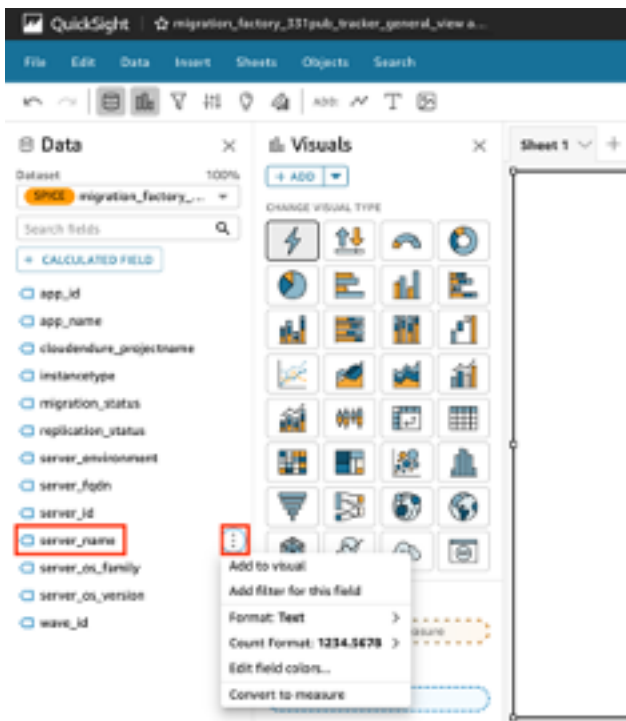 QuickSight
migration_factory_331pub_tracker_general_view a...
File Edit Data Insert Sheets Objects Search
ADD:
Data
Visuals
Sheet 1
Dataset 100%
SPICE migration_factory_...
+ ADD
CHANGE VISUAL TYPE
Search fields
+ CALCULATED FIELD
app_id
app_name
cloudendure_projectname
instancetype
migration_status
replication_status
server_environment
server_fqdn
server_id
server_name
server_os_family
server_os_version
wave_id
Add to visual
Add filter for this field
Format: Text
Count Format: 1234.5678
Edit field colors...
Convert to measure